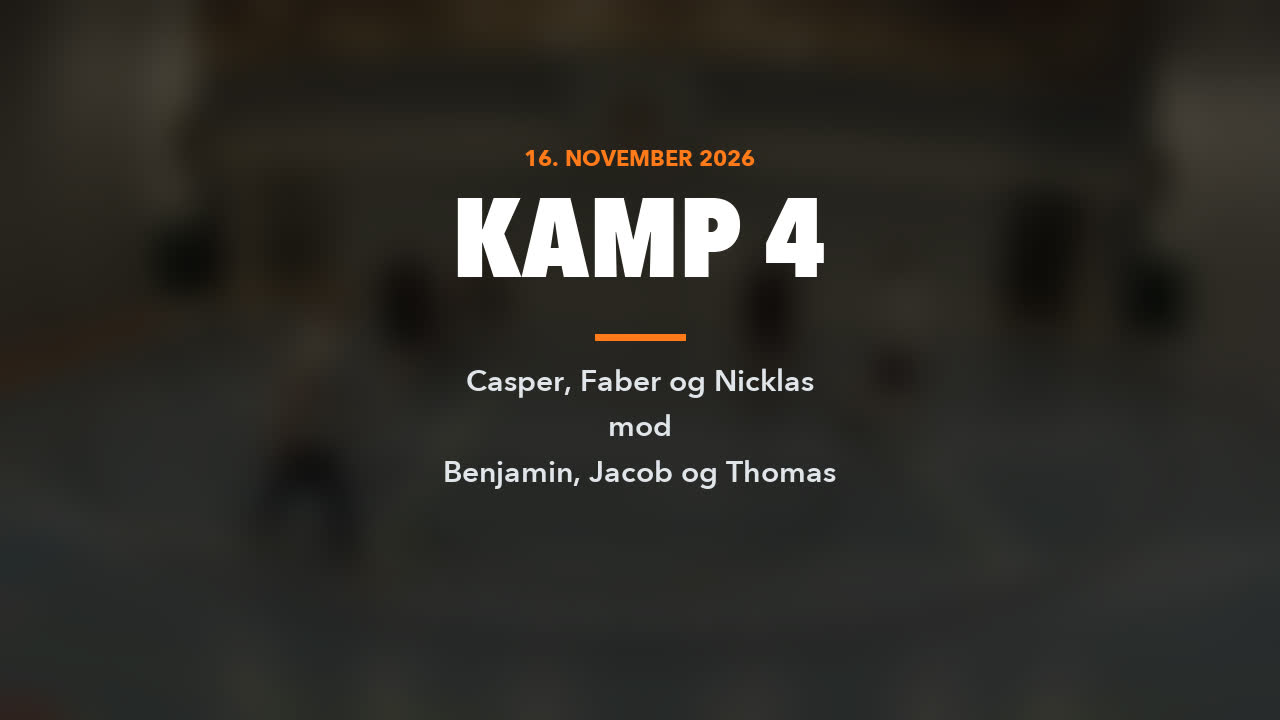 16. NOVEMBER 2026
KAMP 4
Casper, Faber og Nicklas
mod
Benjamin, Jacob og Thomas